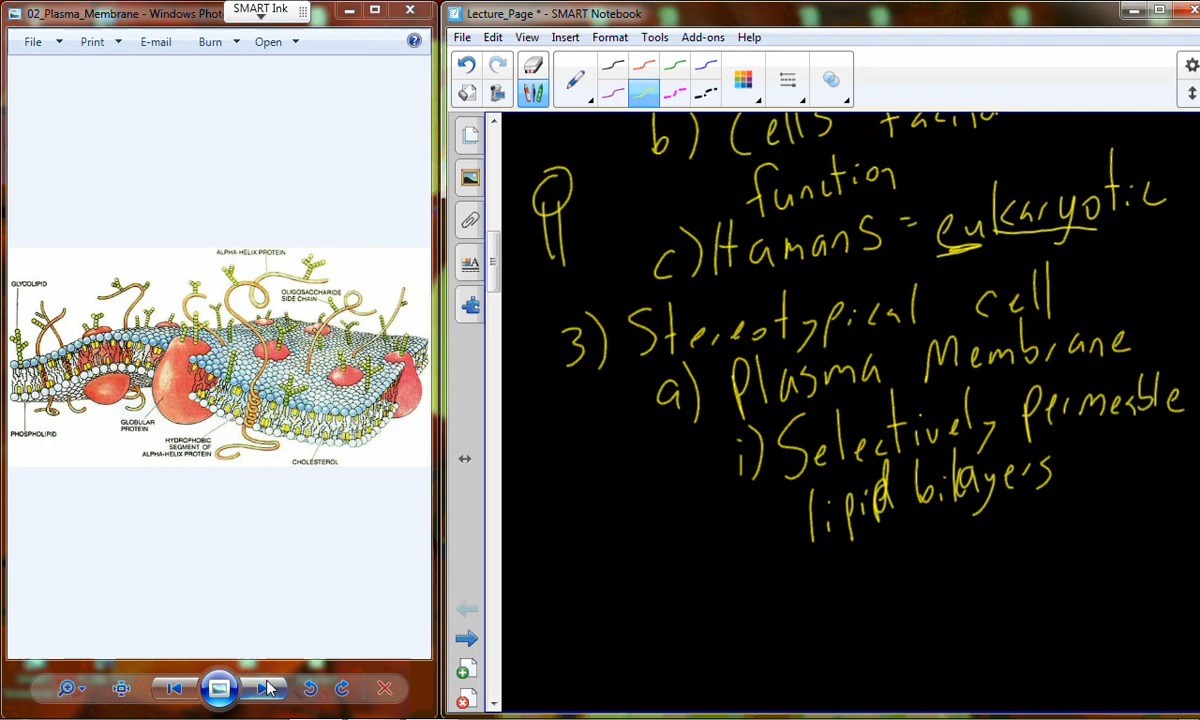 02_Plasma_Membrane - Windows Phot
SMART Ink
File Print E-mail Burn Open
ALPHA-HELIX PROTEIN
GLYCOLIPID
OLIGOSACCHARIDE
SIDE CHAIN
GLOBULAR
PROTEIN
PHOSPHOLIPID
HYDROPHOBIC
SEGMENT OF
ALPHA-HELIX PROTEIN
CHOLESTEROL
Lecture_Page * - SMART Notebook
File Edit View Insert Format Tools Add-ons Help
b) Cells
function
c) Hamans = eukaryotic
3) Stereotypical cell
a) Plasma Membrane
i) Selectively permeable
lipid bilayers